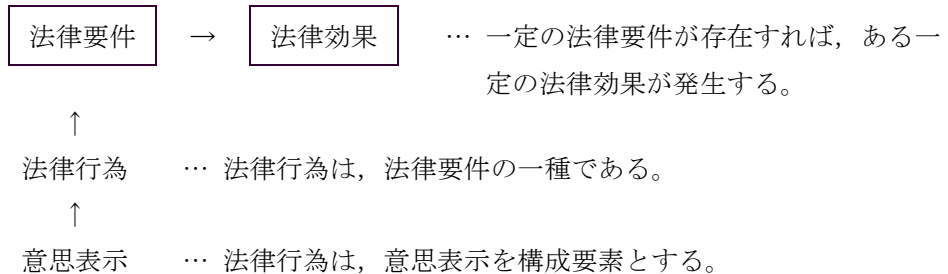 法律要件 → 法律効果 … 一定の法律要件が存在すれば，ある一
定の法律効果が発生する。
↑
法律行為 … 法律行為は，法律要件の一種である。
↑
意思表示 … 法律行為は，意思表示を構成要素とする。